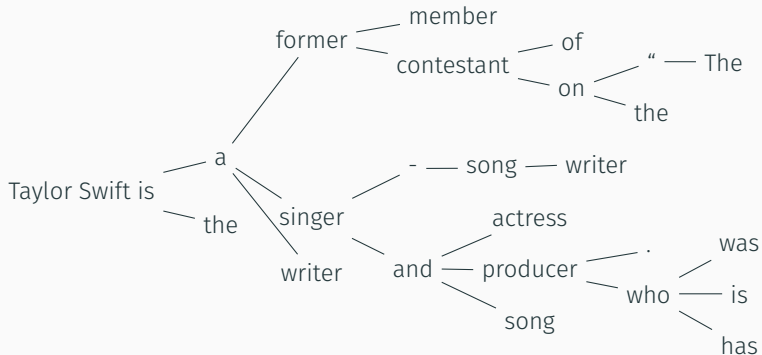 member
former
of
contestant
“ The
on
the
a
- song writer
Taylor Swift is
singer
the
actress
was
.
and producer
writer
who is
song
has